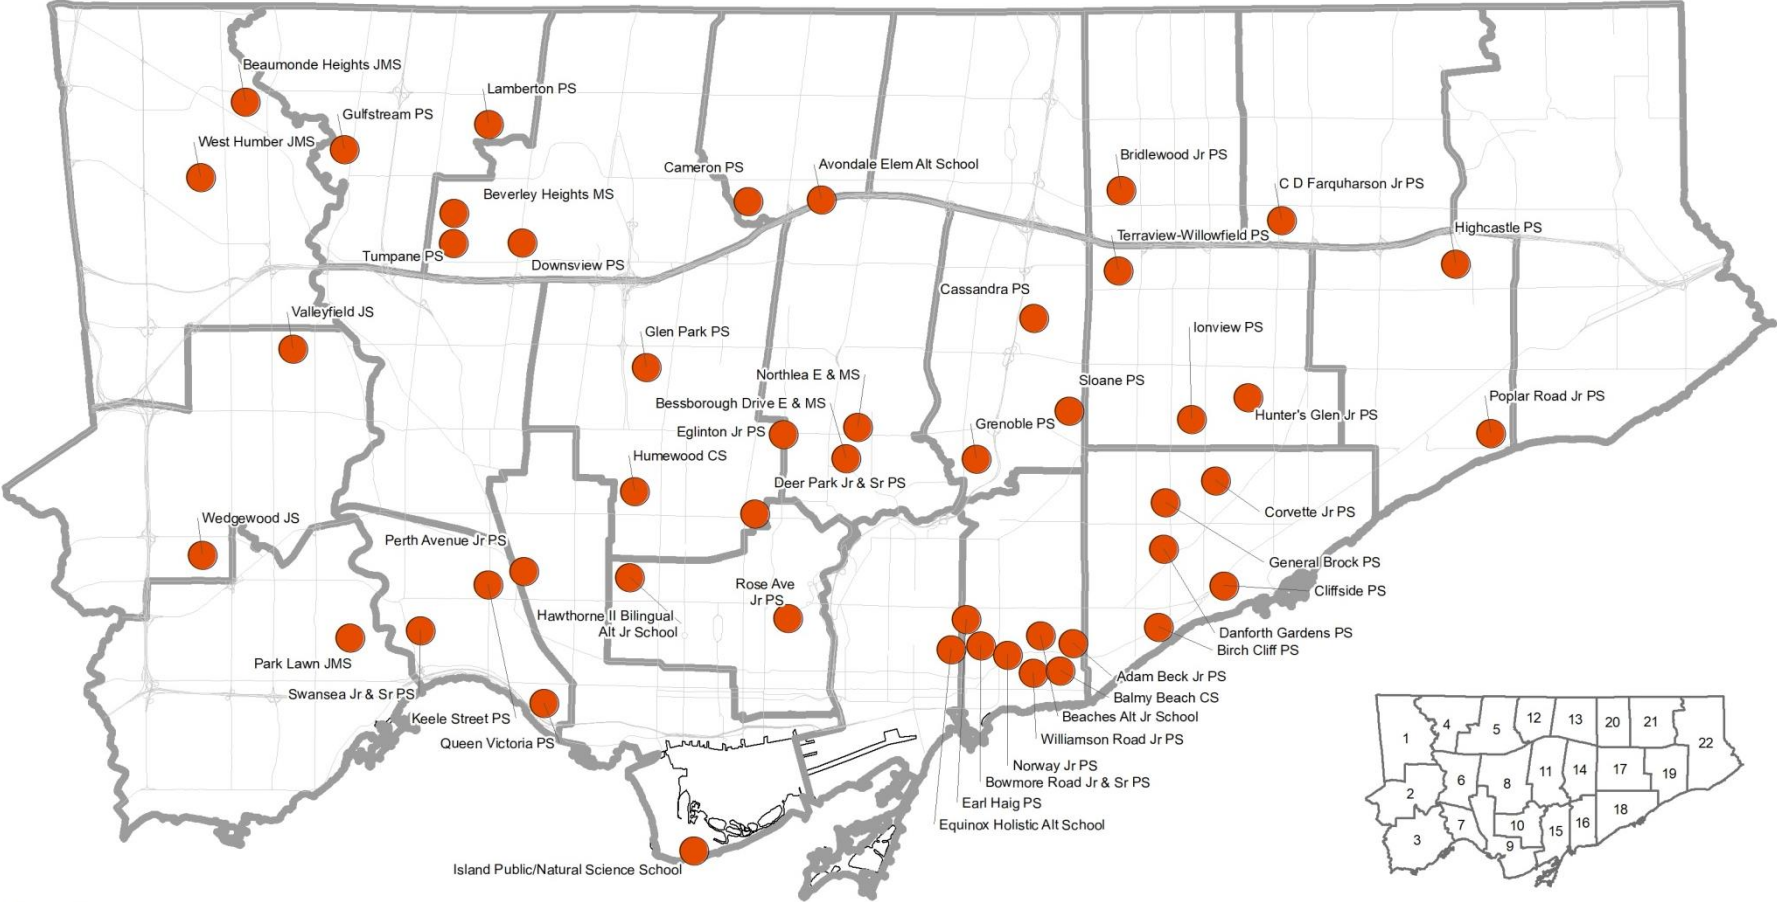 Beaumonde Heights JMS
Lamberton PS
Gulfstream PS
West Humber JMS
Bridlewood Jr PS
Cameron PS
Avondale Elem Alt School
C D Farquharson Jr PS
Beverley Heights MS
Highcastle PS
Terraview-Willowfield PS
Tumpane PS
Downsview PS
Cassandra PS
Valleyfield JS
Ionview PS
Glen Park PS
Northlea E & MS
Sloane PS
Poplar Road Jr PS
Bessborough Drive E & MS
Hunter's Glen Jr PS
Grenoble PS
Eglinton Jr PS
Humewood CS
Deer Park Jr & Sr PS
Corvette Jr PS
Wedgewood JS
Perth Avenue Jr PS
General Brock PS
Rose Ave
Jr PS
Cliffside PS
Hawthorne II Bilingual
Alt Jr School
Danforth Gardens PS
Birch Cliff PS
Park Lawn JMS
Adam Beck Jr PS
Swansea Jr & Sr PS
Balmy Beach CS
Keele Street PS
Beaches Alt Jr School
Queen Victoria PS
Williamson Road Jr PS
Norway Jr PS
Bowmore Road Jr & Sr PS
Earl Haig PS
Equinox Holistic Alt School
Island Public/Natural Science School
1
4
5
12
13
20
21
22
2
6
8
11
14
17
19
3
7
10
9
15
16
18